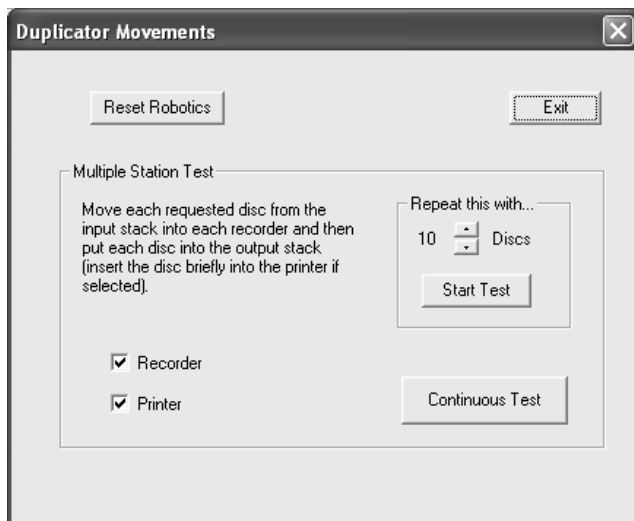 Duplicator Movements
Reset Robotics
Exit
Multiple Station Test
Move each requested disc from the
input stack into each recorder and then
put each disc into the output stack
(insert the disc briefly into the printer if
selected).
Repeat this with...
10 Discs
Start Test
Recorder
Printer
Continuous Test